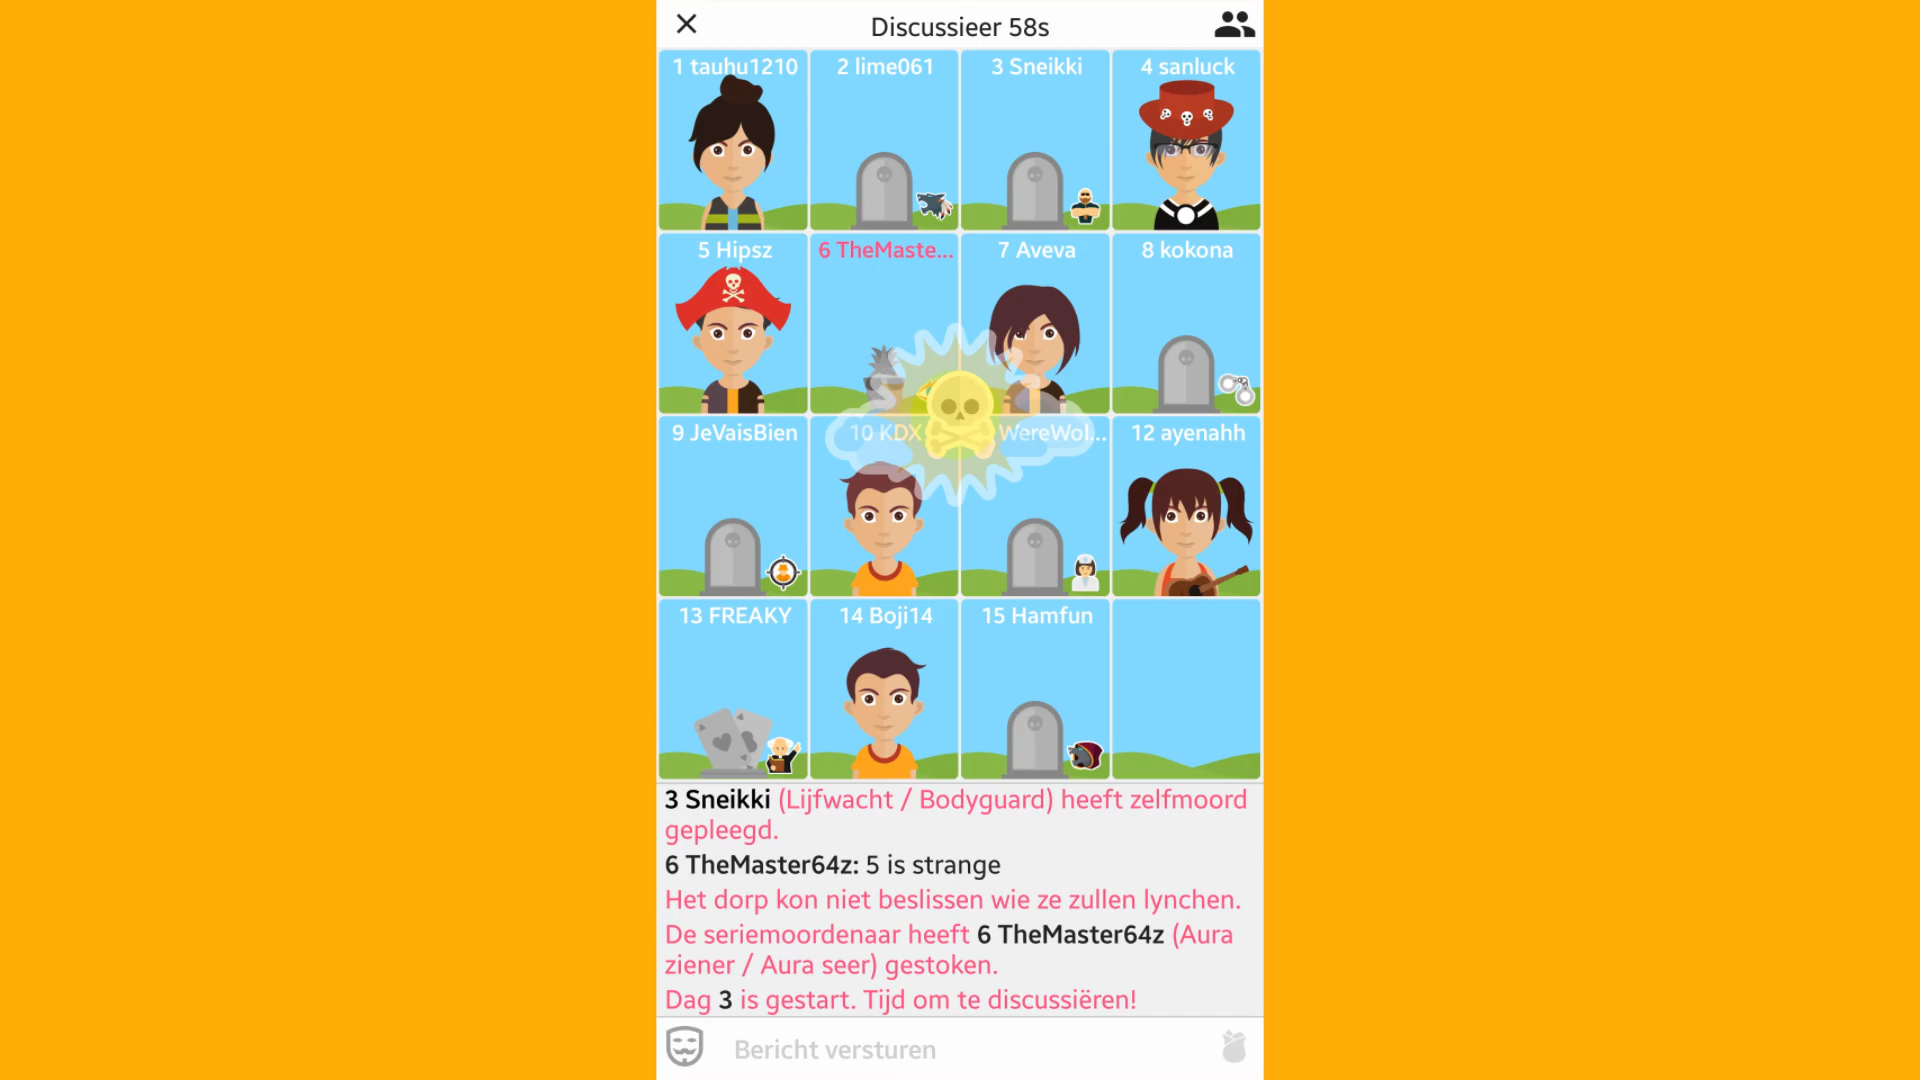 Discussieer 58s
1 tauhu1210
2 lime061
3 Sneikki
4 sanluck
5 Hipsz
6 TheMaste...
7 Aveva
8 kokona
9 JeVaisBien
10 KDX
WereWol...
12 ayenahh
13 FREAKY
14 Boji14
15 Hamfun
3 Sneikki (Lijfwacht / Bodyguard) heeft zelfmoord
gepleegd.
6 TheMaster64z: 5 is strange
Het dorp kon niet beslissen wie ze zullen lynchen.
De seriemoordenaar heeft 6 TheMaster64z (Aura
ziener / Aura seer) gestoken.
Dag 3 is gestart. Tijd om te discussiëren!
Bericht versturen